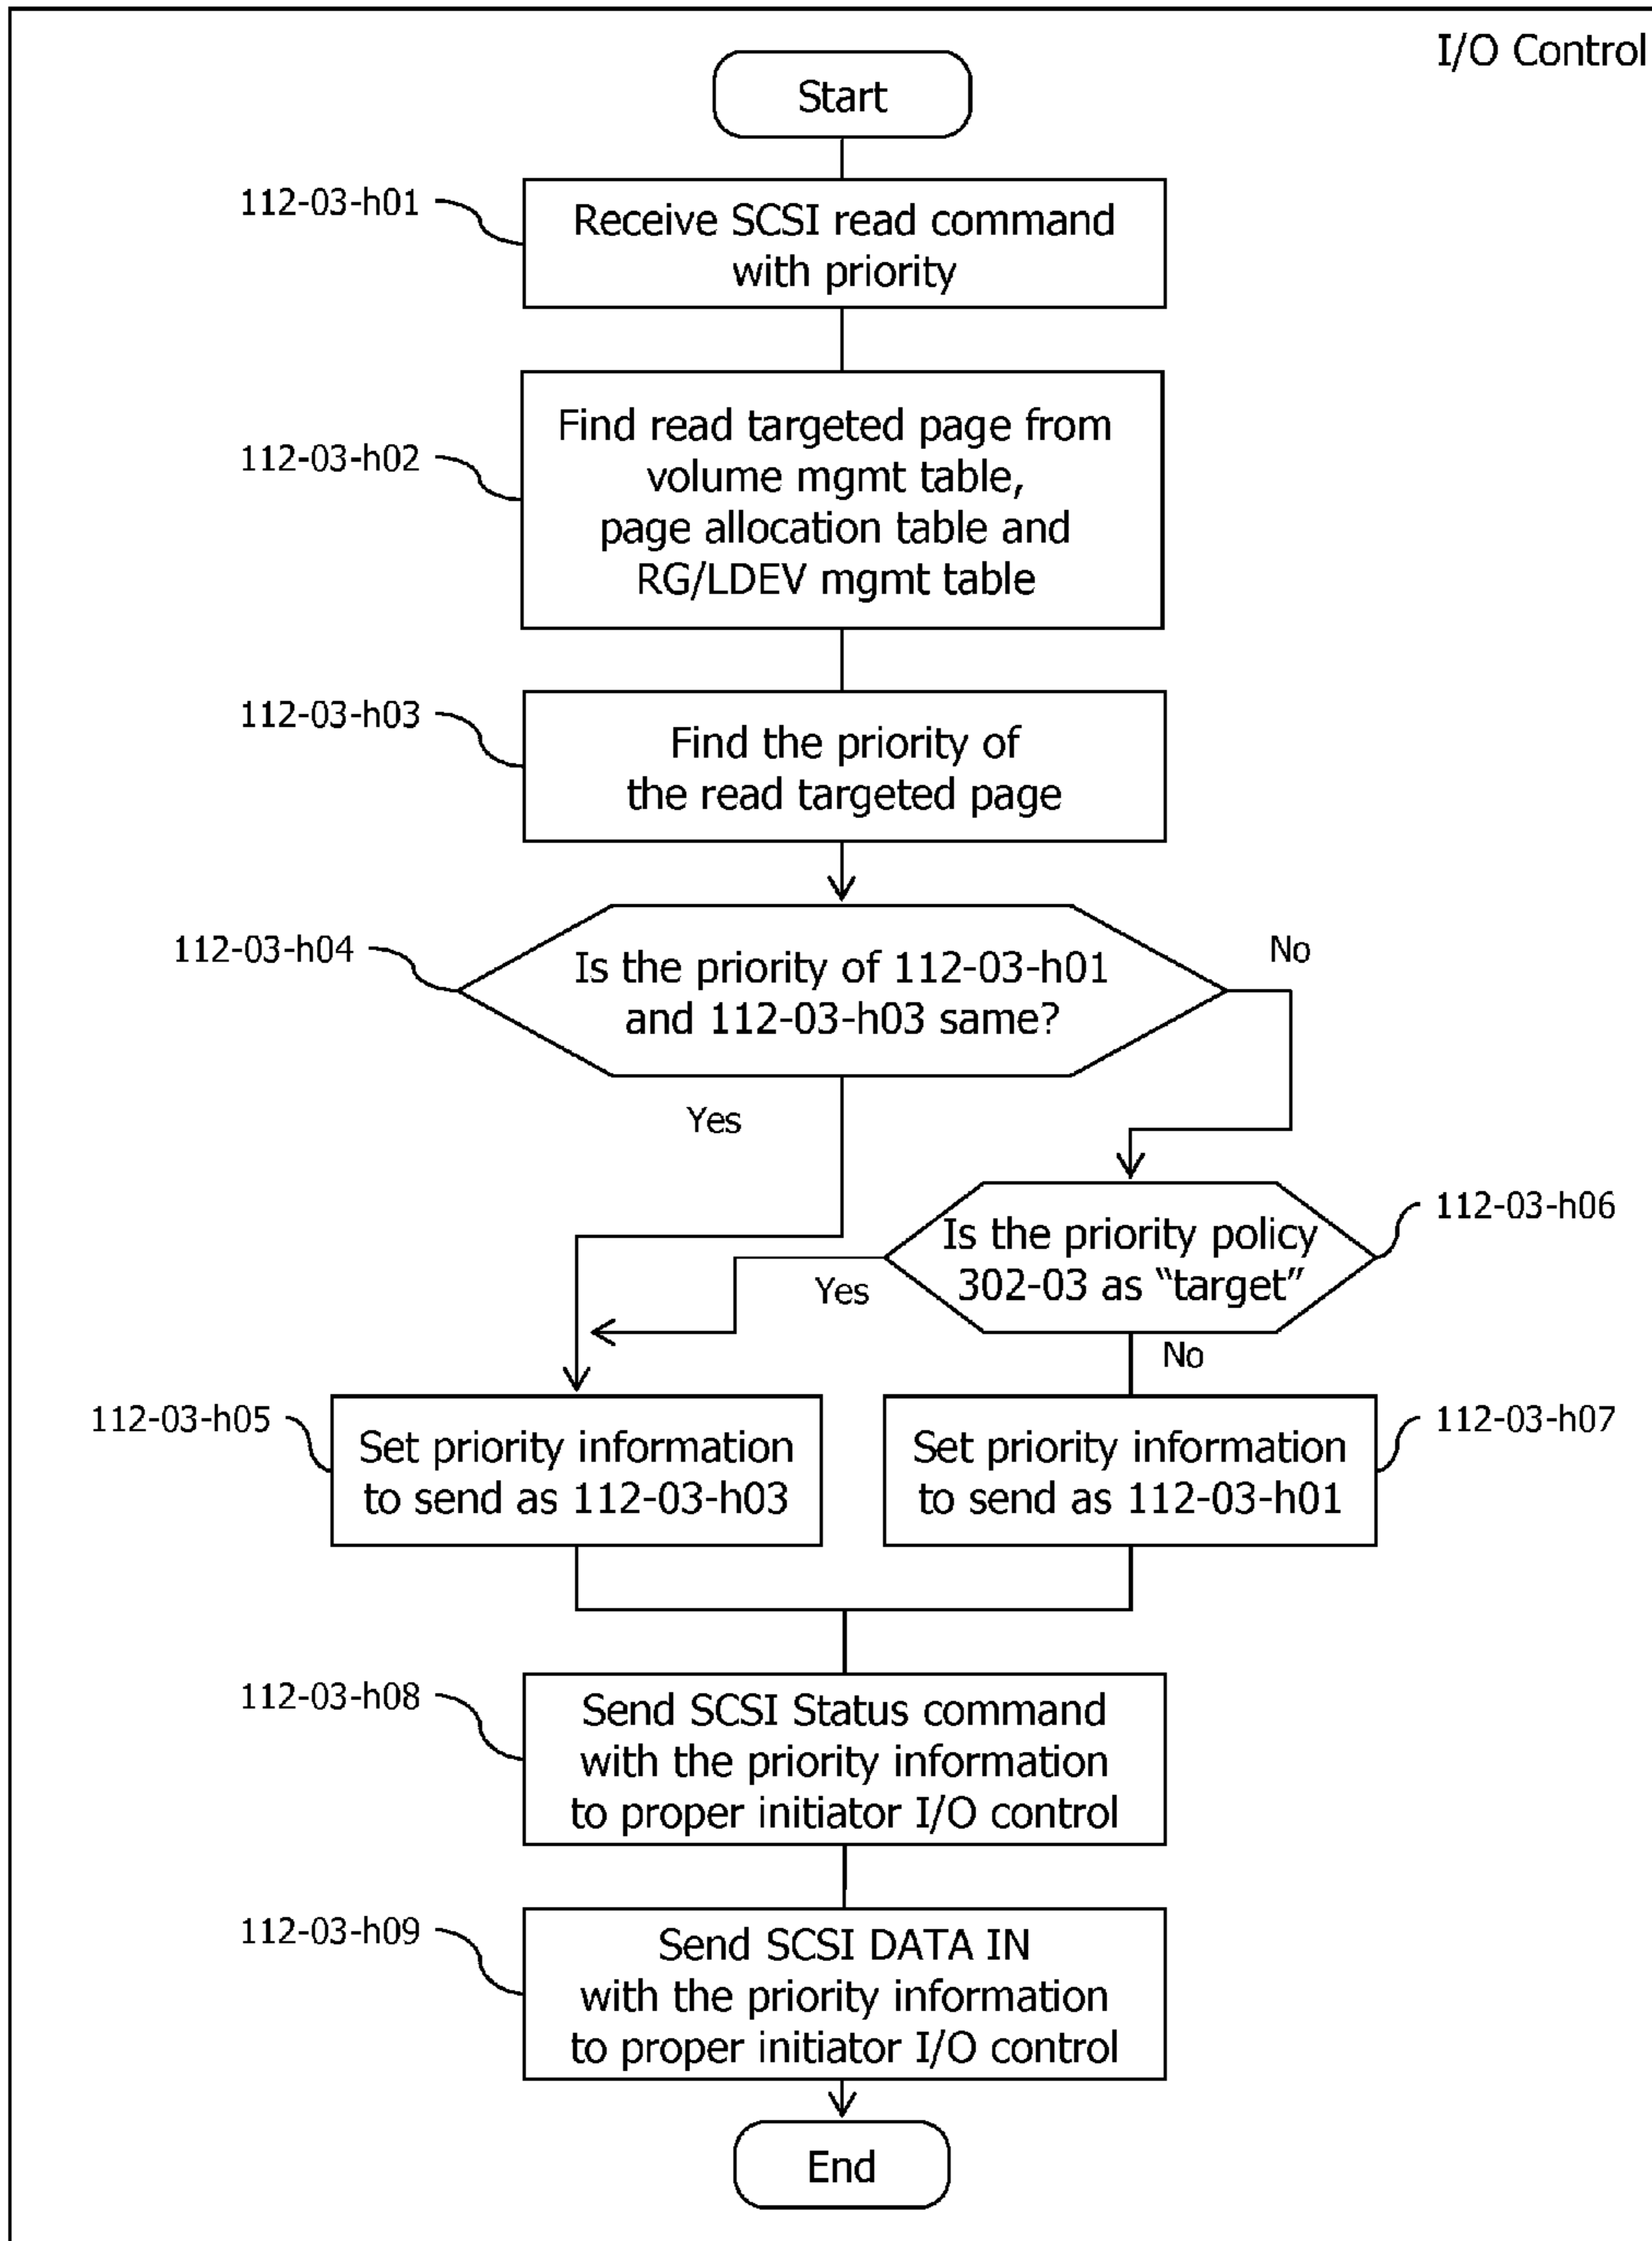 I/O Control
Start
112-03-h01
Receive SCSI read command
with priority
112-03-h02
Find read targeted page from
volume mgmt table,
page allocation table and
RG/LDEV mgmt table
112-03-h03
Find the priority of
the read targeted page
112-03-h04
Is the priority of 112-03-h01
and 112-03-h03 same?
No
Yes
112-03-h06
Is the priority policy
302-03 as “target”
Yes
No
112-03-h05
Set priority information
to send as 112-03-h03
112-03-h07
Set priority information
to send as 112-03-h01
112-03-h08
Send SCSI Status command
with the priority information
to proper initiator I/O control
112-03-h09
Send SCSI DATA IN
with the priority information
to proper initiator I/O control
End